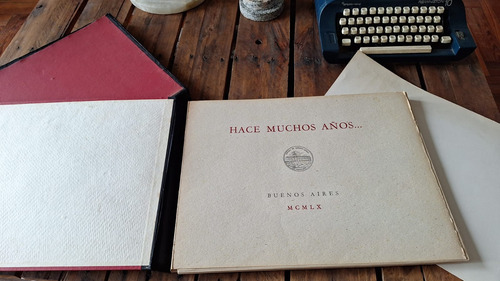 HACE MUCHOS AÑOS...
BUENOS AIRES
MCMLX